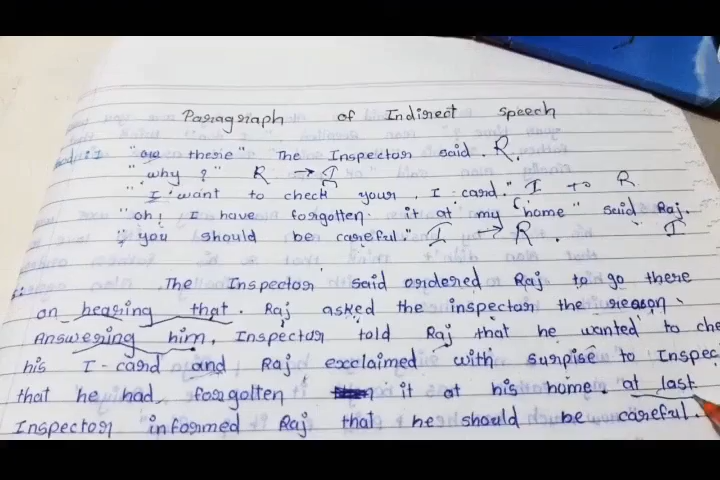 Paragraph of Indirect speech
"Go there" The Inspector said. R.
"Why ?" R → I
"I want to check your I-card." I to R
"oh! I have forgotten it at my home" said Raj.
"you should be careful." I → R. I
The Inspector said ordered Raj to go there
on hearing that. Raj asked the inspector the reason
Answering him, Inspector told Raj that he wanted to che
his I-card and Raj exclaimed with surpise to Inspec
that he had forgotten it at his home. at last
Inspector informed Raj that he should be careful.